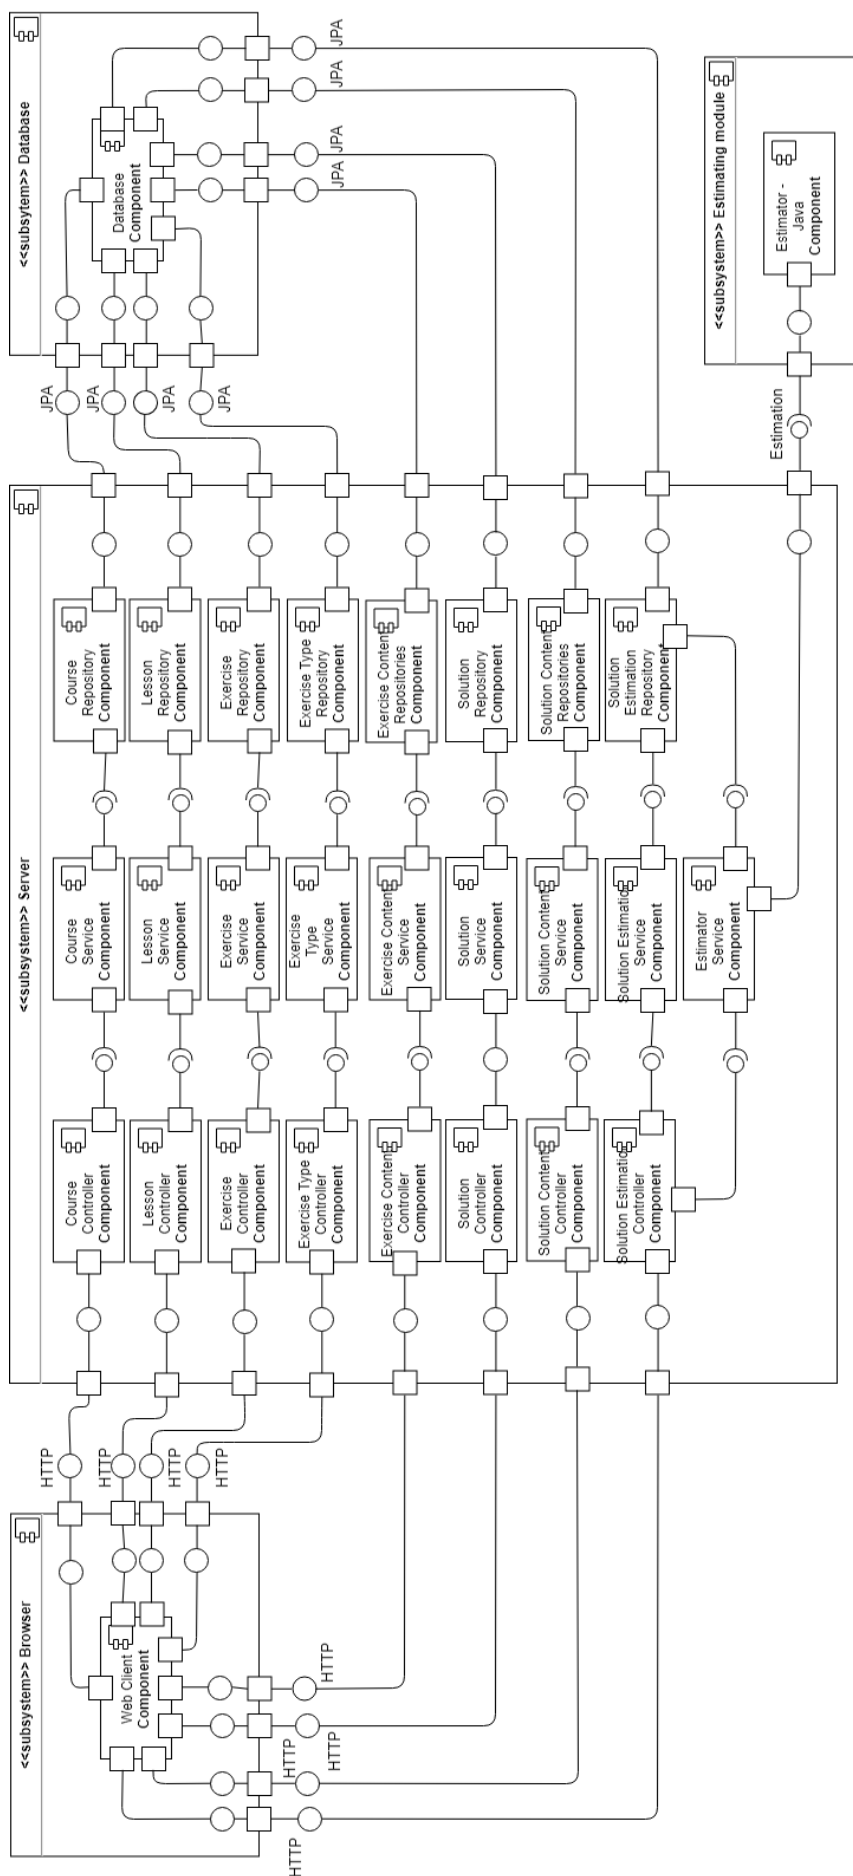 <<subsytem>> Database
Database
Component
JPA
JPA
JPA
JPA
JPA
JPA
JPA
JPA
<<subsystem>> Estimating module
Estimator -
Java
Component
Estimation
<<subsystem>> Server
Course
Repository
Component
Lesson
Repository
Component
Exercise
Repository
Component
Exercise Type
Repository
Component
Exercise Content
Repositories
Component
Solution
Repository
Component
Solution Content
Repositories
Component
Solution
Estimation
Repository
Component
Course
Service
Component
Lesson
Service
Component
Exercise
Service
Component
Exercise
Type
Service
Component
Exercise Content
Service
Component
Solution
Service
Component
Solution Content
Service
Component
Solution Estimation
Service
Component
Estimator
Service
Component
Course
Controller
Component
Lesson
Controller
Component
Exercise
Controller
Component
Exercise Type
Controller
Component
Exercise Content
Controller
Component
Solution
Controller
Component
Solution Content
Controller
Component
Solution Estimation
Controller
Component
HTTP
HTTP
HTTP
HTTP
<<subsystem>> Browser
Web Client
Component
HTTP
HTTP
HTTP
HTTP